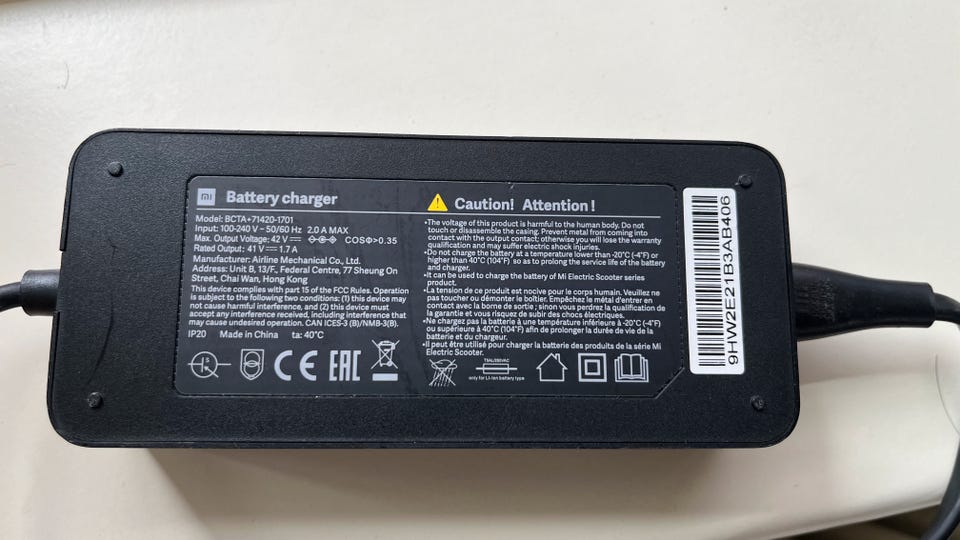 mi Battery charger
Model: BCTA+71420-1701
Input: 100-240 V ~ 50/60 Hz 2.0 A MAX
Max. Output Voltage: 42 V COSΦ>0.35
Rated Output: 41 V 1.7 A
Manufacturer: Airline Mechanical Co., Ltd.
Address: Unit B, 13/F., Federal Centre, 77 Sheung On
Street, Chai Wan, Hong Kong
This device complies with part 15 of the FCC Rules. Operation
is subject to the following two conditions: (1) this device may
not cause harmful interference, and (2) this device must
accept any interference received, including interference that
may cause undesired operation. CAN ICES-3 (B)/NMB-3(B).
IP20 Made in China ta: 40°C
CE EAC
Caution! Attention!
•The voltage of this product is harmful to the human body. Do not
touch or disassemble the casing. Prevent metal from coming into
contact with the output contact; otherwise you will lose the warranty
qualification and may suffer electric shock injuries.
•Do not charge the battery at a temperature lower than -20°C (-4°F) or
higher than 40°C (104°F) so as to prolong the service life of the battery
and charger.
•It can be used to charge the battery of Mi Electric Scooter series
product.
•La tension de ce produit est nocive pour le corps humain. Veuillez ne
pas toucher ou démonter le boîtier. Empêchez le métal d'entrer en
contact avec la borne de sortie; sinon vous perdrez la qualification de
la garantie et vous risquez de subir des chocs électriques.
•Ne chargez pas la batterie à une température inférieure à -20°C (-4°F)
ou supérieure à 40°C (104°F) afin de prolonger la durée de vie de la
batterie et du chargeur.
•Il peut être utilisé pour charger la batterie des produits de la série Mi
Electric Scooter.
T5AL/250VAC
only for Li-Ion battery type
9HW2E21B3AB406